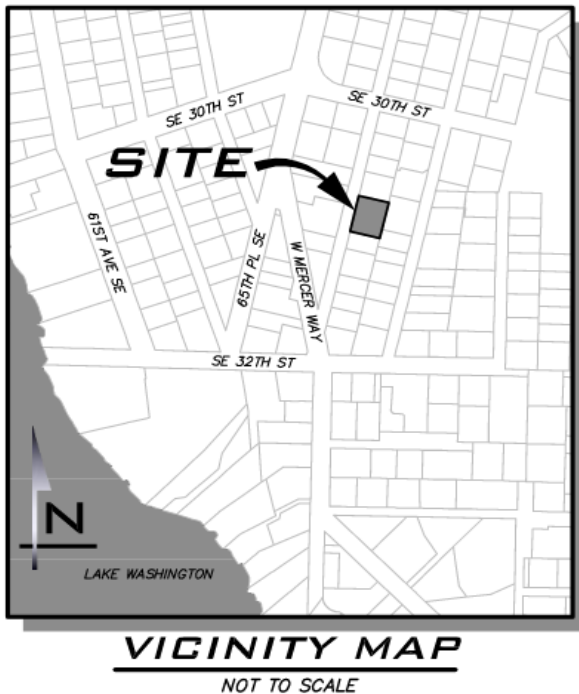 SE 30TH ST
SE 30TH ST
SITE
61ST AVE SE
65TH PL SE
W MERCER WAY
SE 32TH ST
N
LAKE WASHINGTON
VICINITY MAP
NOT TO SCALE